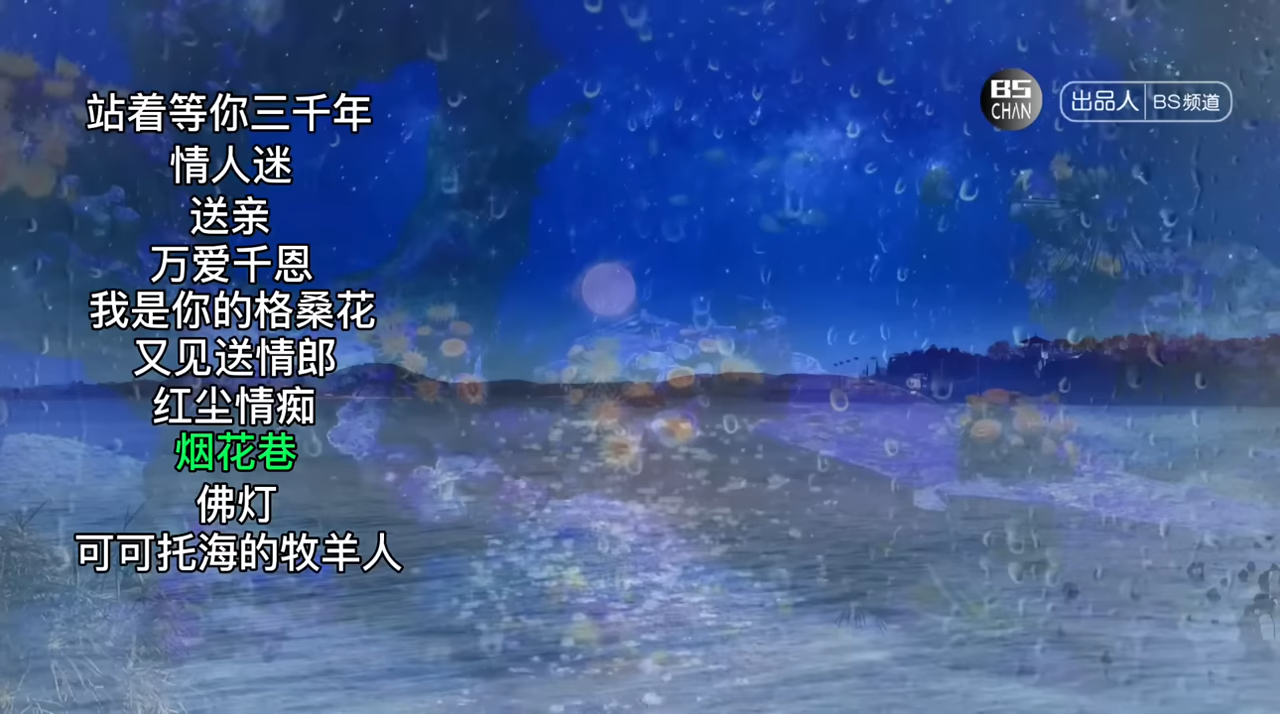 站着等你三千年
情人迷
送亲
万爱千恩
我是你的格桑花
又见送情郎
红尘情痴
烟花巷
佛灯
可可托海的牧羊人
BS
CHAN
出品人 BS频道